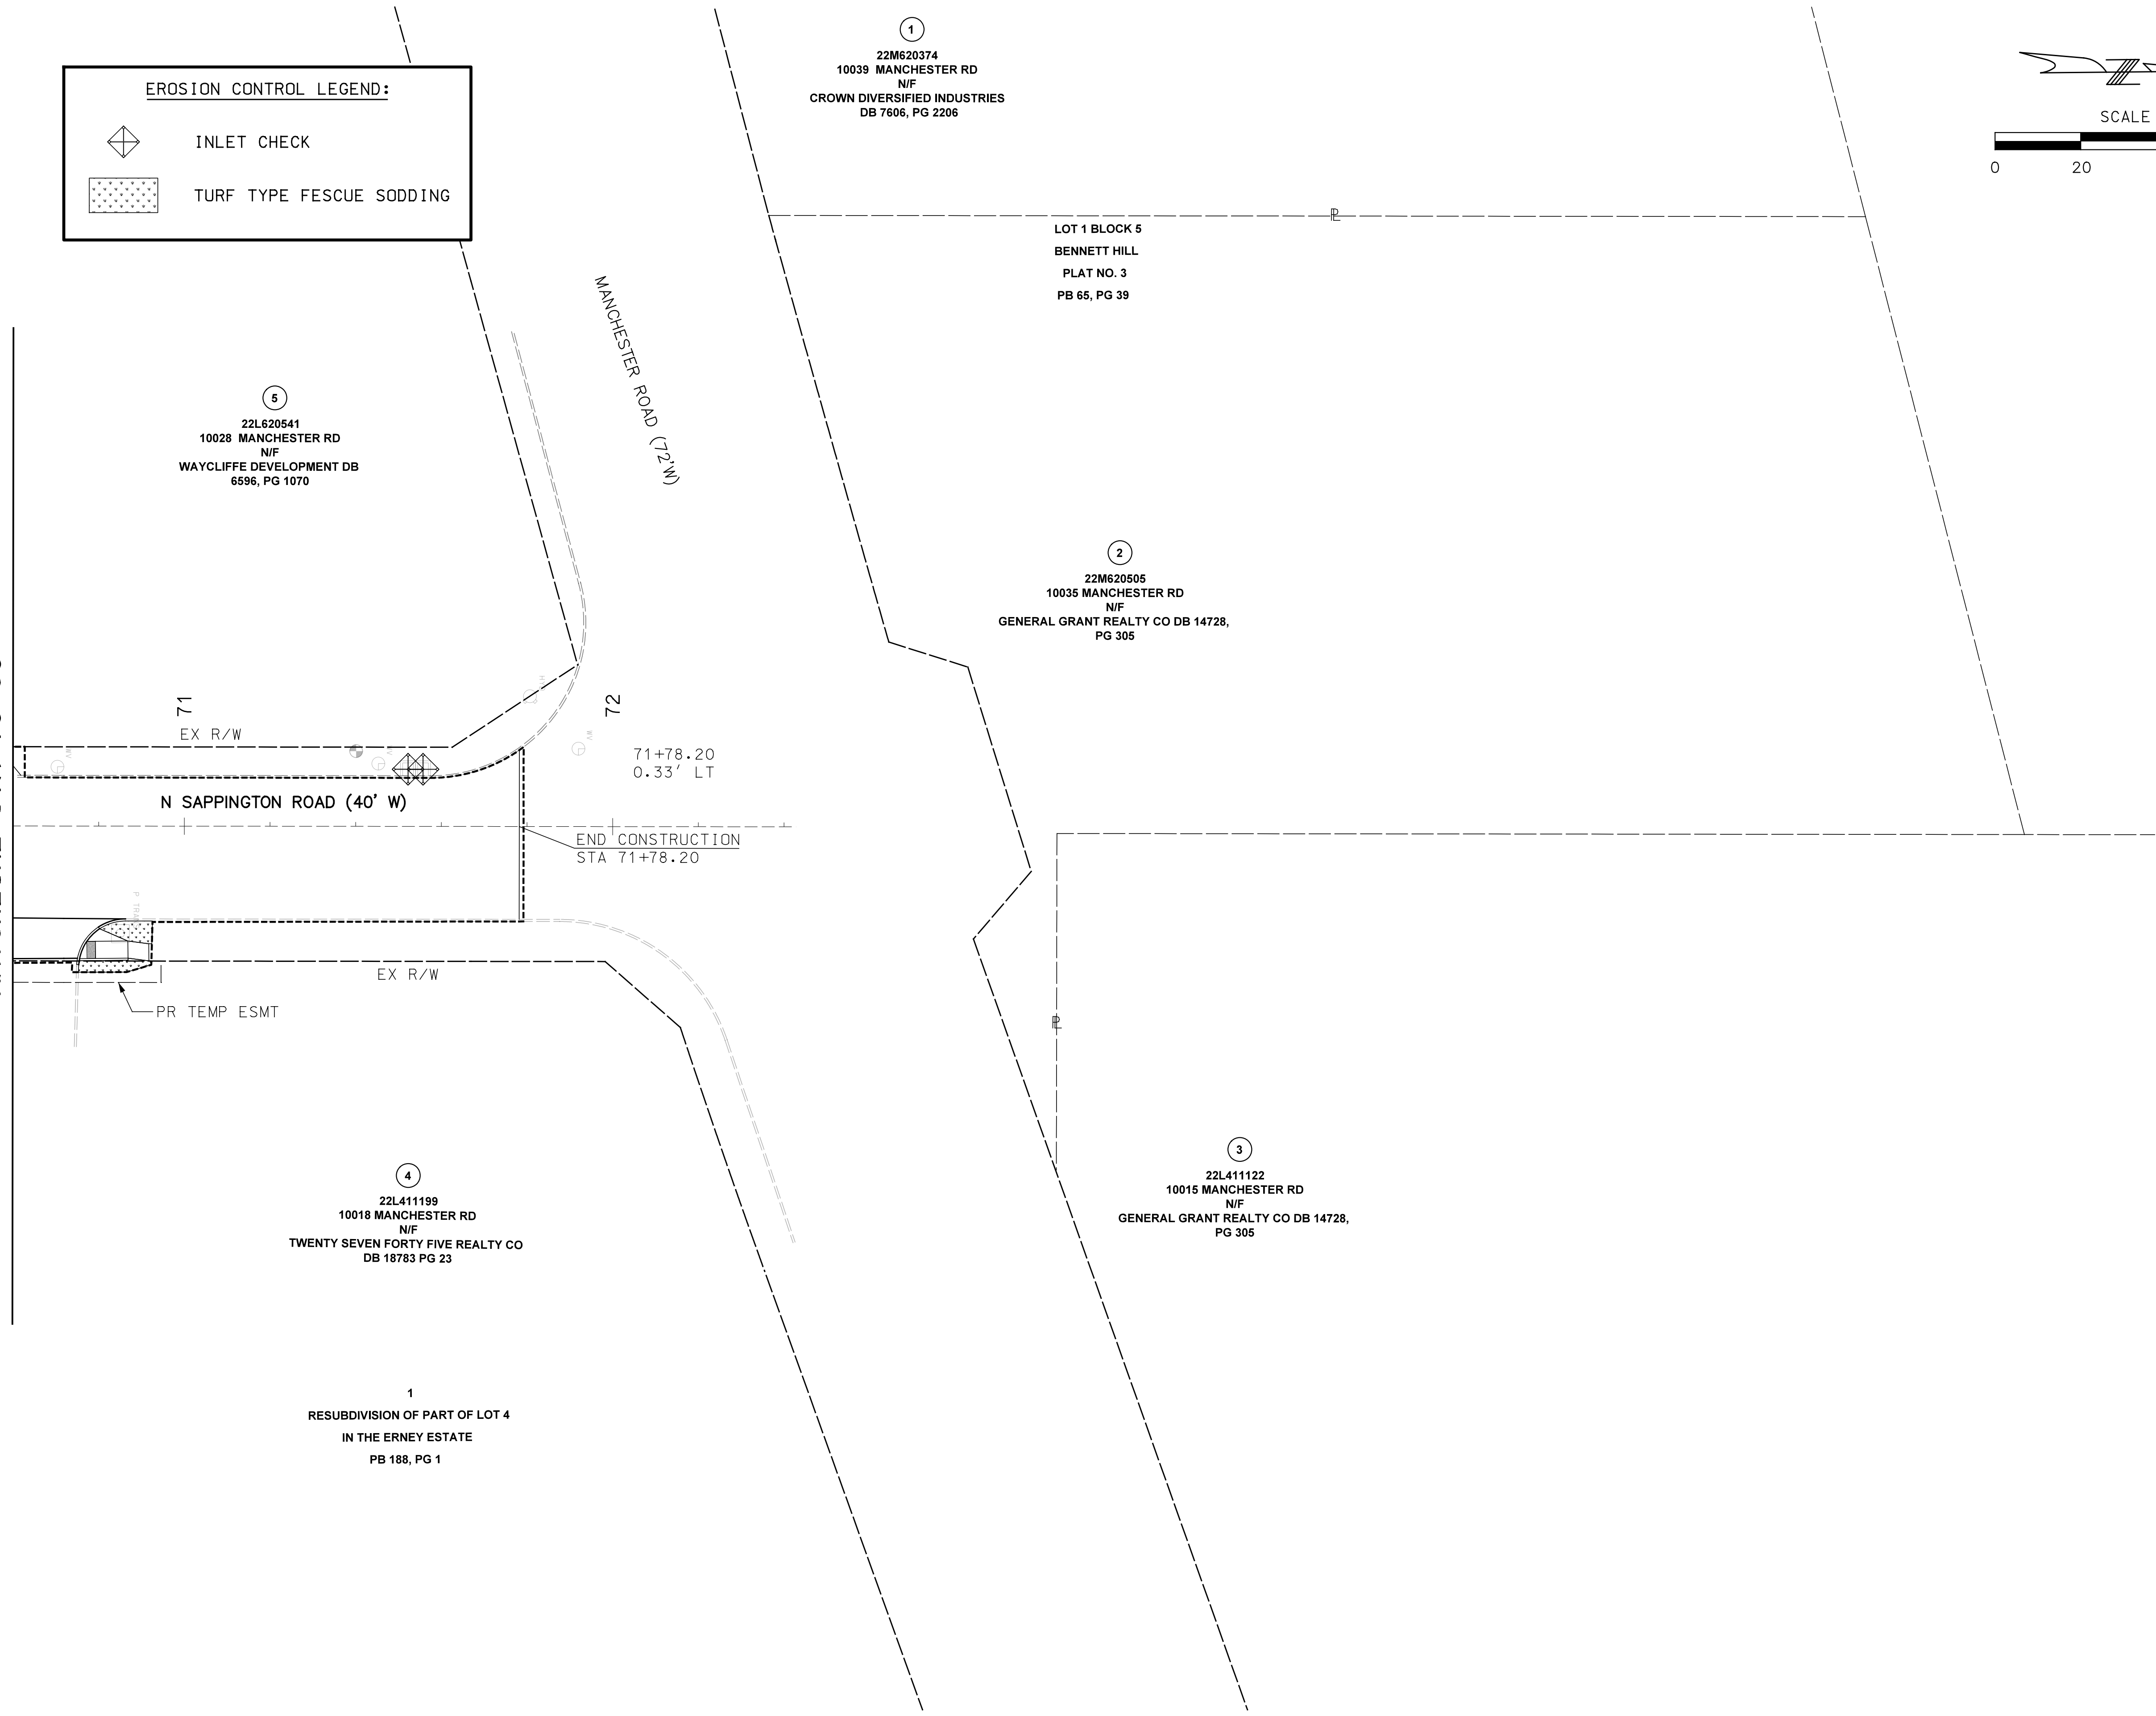 EROSION CONTROL LEGEND:
INLET CHECK
TURF TYPE FESCUE SODDING
1
22M620374
10039 MANCHESTER RD
N/F
CROWN DIVERSIFIED INDUSTRIES
DB 7606, PG 2206
SCALE
0 20
PL
LOT 1 BLOCK 5
BENNETT HILL
PLAT NO. 3
PB 65, PG 39
MANCHESTER ROAD (72'W)
5
22L620541
10028 MANCHESTER RD
N/F
WAYCLIFFE DEVELOPMENT DB
6596, PG 1070
2
22M620505
10035 MANCHESTER RD
N/F
GENERAL GRANT REALTY CO DB 14728,
PG 305
71
72
EX R/W
WV
WV
71+78.20
0.33' LT
N SAPPINGTON ROAD (40' W)
END CONSTRUCTION
STA 71+78.20
EX R/W
PR TEMP ESMT
PL
3
22L411122
10015 MANCHESTER RD
N/F
GENERAL GRANT REALTY CO DB 14728,
PG 305
4
22L411199
10018 MANCHESTER RD
N/F
TWENTY SEVEN FORTY FIVE REALTY CO
DB 18783 PG 23
1
RESUBDIVISION OF PART OF LOT 4
IN THE ERNEY ESTATE
PB 188, PG 1